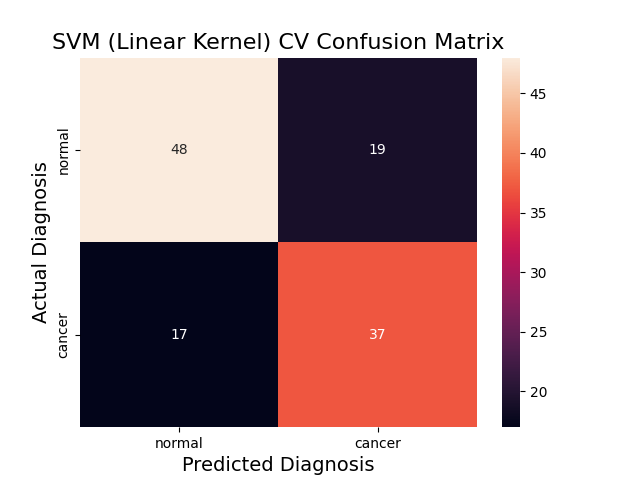 SVM (Linear Kernel) CV Confusion Matrix
Actual Diagnosis
normal
cancer
48
19
17
37
normal
cancer
Predicted Diagnosis
45
40
35
30
25
20